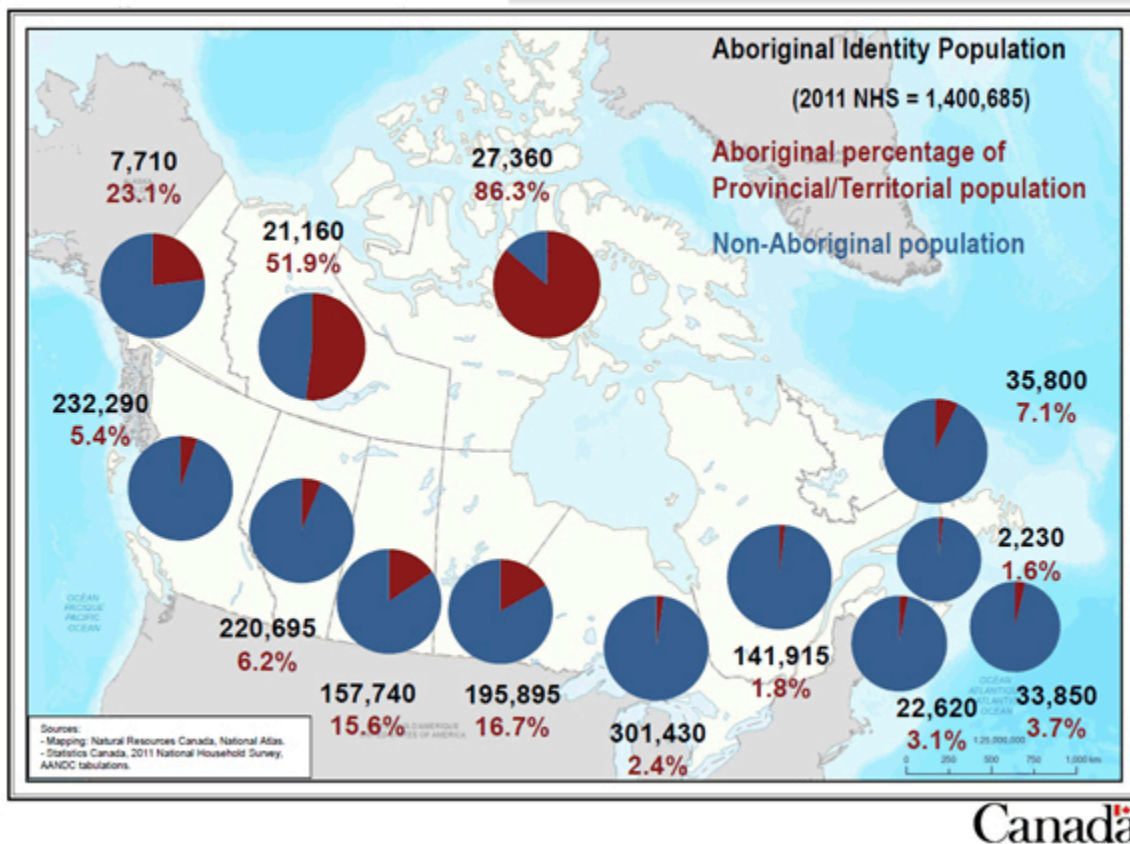 Aboriginal Identity Population
(2011 NHS = 1,400,685)
Aboriginal percentage of
Provincial/Territorial population
Non-Aboriginal population
7,710
23.1%
21,160
51.9%
27,360
86.3%
232,290
5.4%
220,695
6.2%
157,740
15.6%
195,895
16.7%
301,430
2.4%
141,915
1.8%
35,800
7.1%
2,230
1.6%
22,620
3.1%
33,850
3.7%
OCÉAN
PACIFIQUE
PACIFIC
OCEAN
OCÉAN
ATLANTIQUE
ATLANTIC
OCEAN
1:25,000,000
0 250 500 750 1,000 km
Sources:
- Mapping: Natural Resources Canada, National Atlas.
- Statistics Canada, 2011 National Household Survey,
AANDC tabulations.
Canada